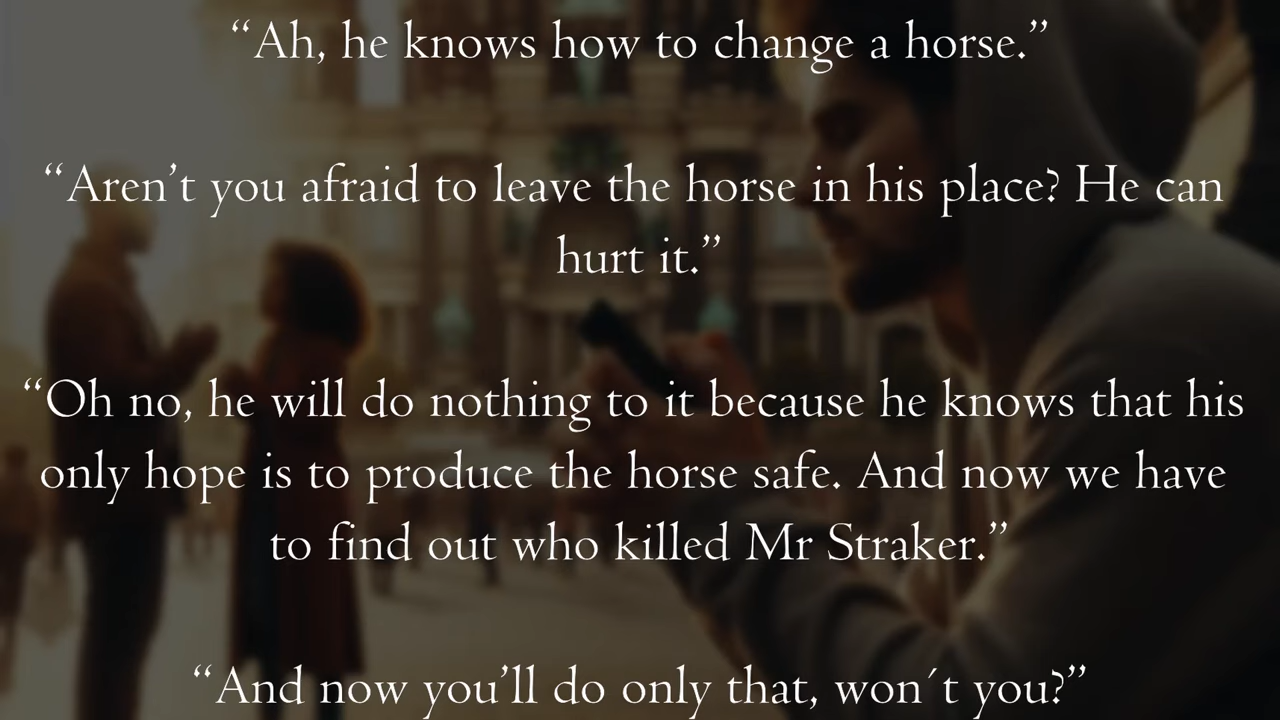 “Ah, he knows how to change a horse.”
“Aren’t you afraid to leave the horse in his place? He can
hurt it.”
“Oh no, he will do nothing to it because he knows that his
only hope is to produce the horse safe. And now we have
to find out who killed Mr Straker.”
“And now you’ll do only that, won´t you?”